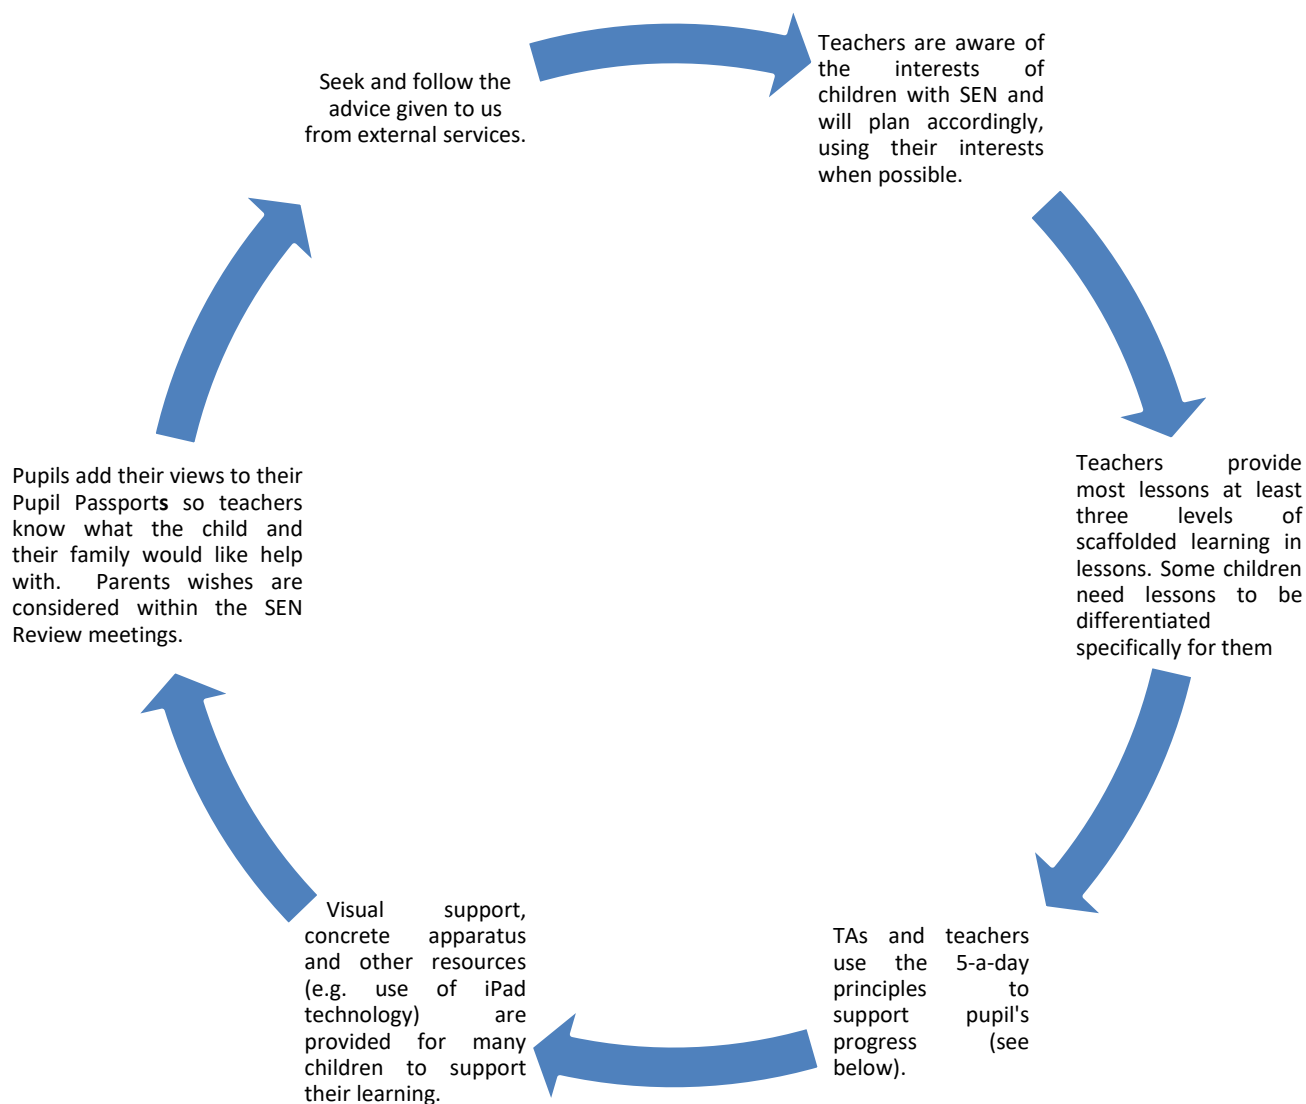 Seek and follow the
advice given to us
from external services.
Teachers are aware of
the interests of
children with SEN and
will plan accordingly,
using their interests
when possible.
Teachers provide
most lessons at least
three levels of
scaffolded learning in
lessons. Some children
need lessons to be
differentiated
specifically for them
TAs and teachers
use the 5-a-day
principles to
support pupil's
progress (see
below).
Visual support,
concrete apparatus
and other resources
(e.g. use of iPad
technology) are
provided for many
children to support
their learning.
Pupils add their views to their
Pupil Passports so teachers
know what the child and
their family would like help
with. Parents wishes are
considered within the SEN
Review meetings.